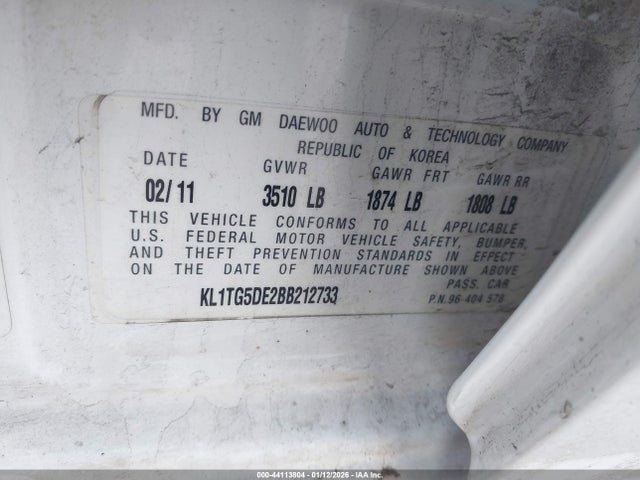 MFD. BY GM DAEWOO AUTO & TECHNOLOGY COMPANY
REPUBLIC OF KOREA
DATE GVWR GAWR FRT GAWR RR
02/11 3510 LB 1874 LB 1808 LB
THIS VEHICLE CONFORMS TO ALL APPLICABLE
U.S. FEDERAL MOTOR VEHICLE SAFETY, BUMPER,
AND THEFT PREVENTION STANDARDS IN EFFECT
ON THE DATE OF MANUFACTURE SHOWN ABOVE
PASS. CAR
KL1TG5DE2BB212733
P.N. 96 404 578
000-44113804 - 01/12/2026 - IAA Inc.